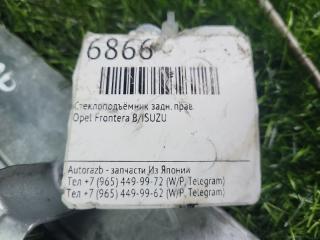 6866
Стеклоподъёмник задн. прав.
Opel Frontera B/ISUZU
Autorazb - запчасти Из Японии
Тел +7 (965) 449-99-72 (W/P, Telegram)
Тел +7 (965) 449-99-62 (W/P, Telegram)